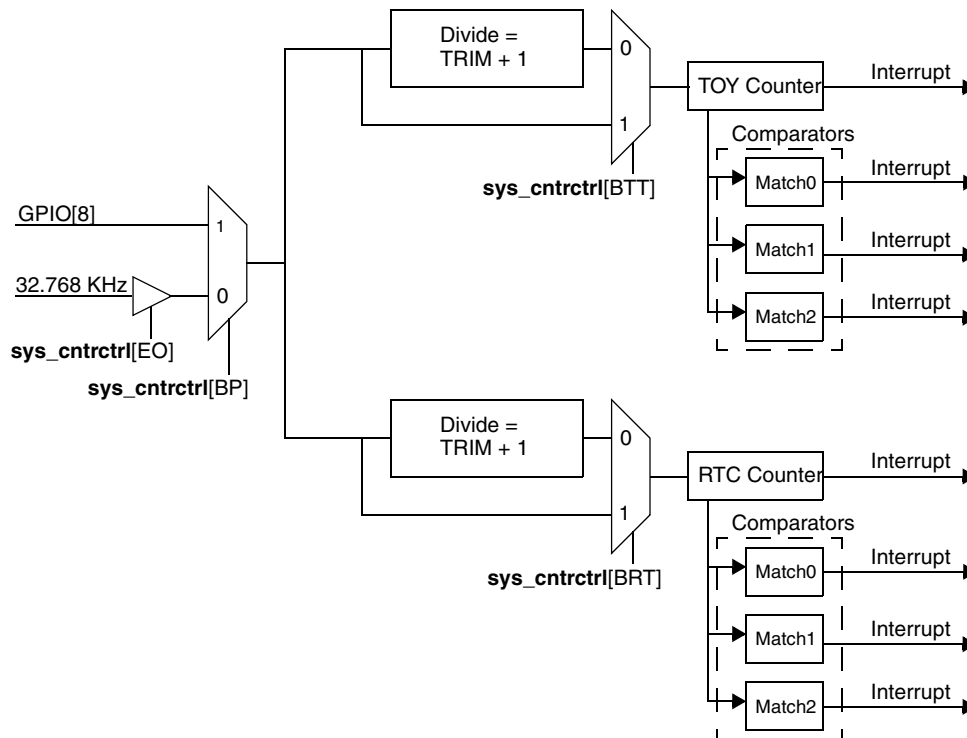 Divide =
TRIM + 1
0
1
TOY Counter
Interrupt
Comparators
sys_cntrctrl[BTT]
Match0
Interrupt
Match1
Interrupt
Match2
Interrupt
GPIO[8]
1
32.768 KHz
0
sys_cntrctrl[EO]
sys_cntrctrl[BP]
Divide =
TRIM + 1
0
1
RTC Counter
Interrupt
Comparators
sys_cntrctrl[BRT]
Match0
Interrupt
Match1
Interrupt
Match2
Interrupt